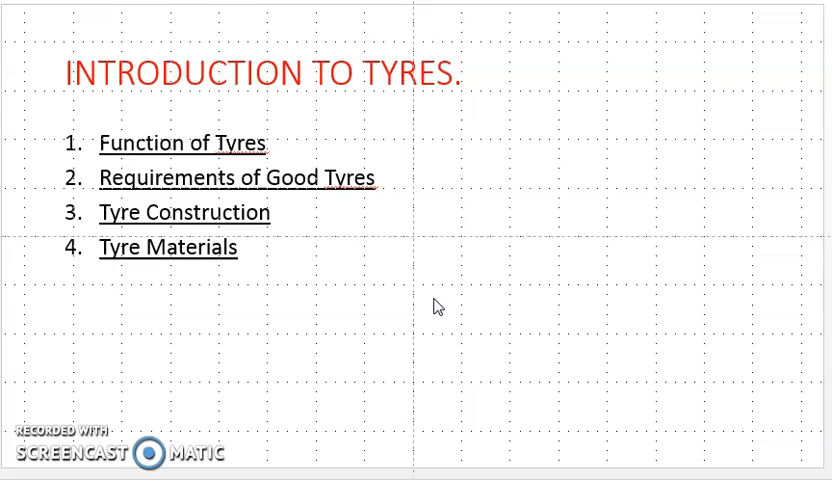 INTRODUCTION TO TYRES.
1. Function of Tyres
2. Requirements of Good Tyres
3. Tyre Construction
4. Tyre Materials
RECORDED WITH
SCREENCAST MATIC